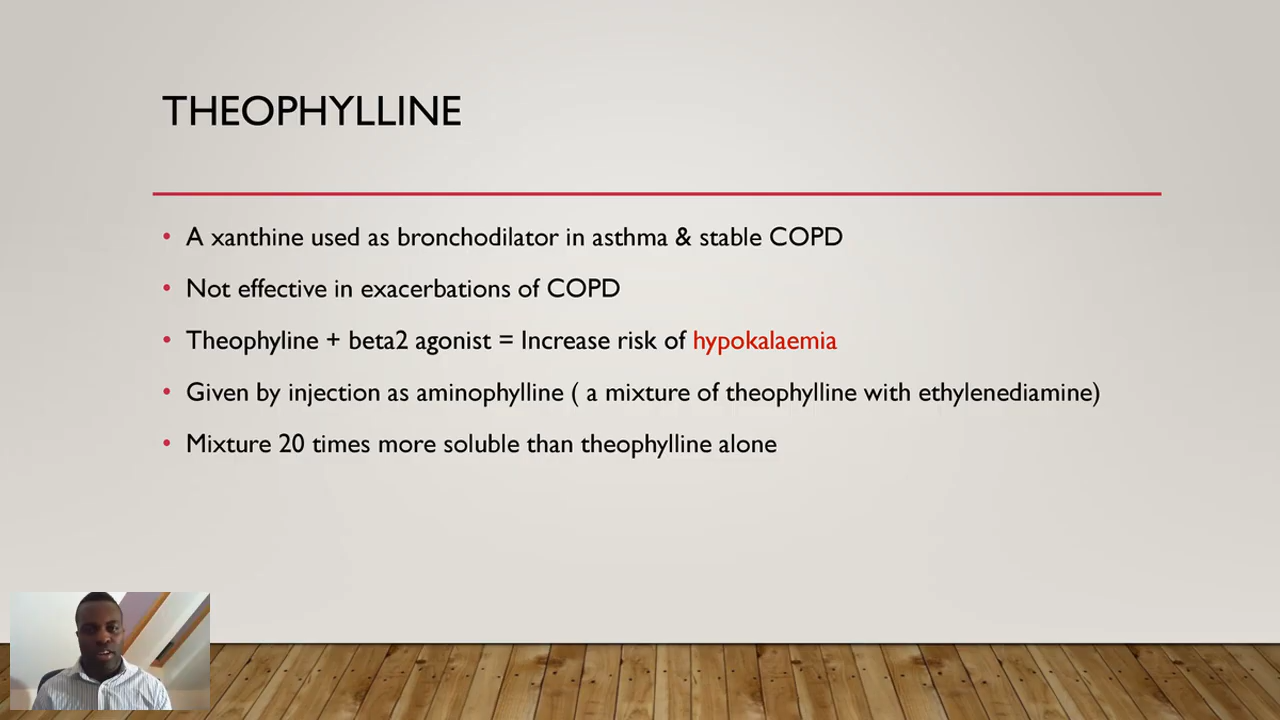 THEOPHYLLINE
• A xanthine used as bronchodilator in asthma & stable COPD
• Not effective in exacerbations of COPD
• Theophyline + beta2 agonist = Increase risk of hypokalaemia
• Given by injection as aminophylline ( a mixture of theophylline with ethylenediamine)
• Mixture 20 times more soluble than theophylline alone